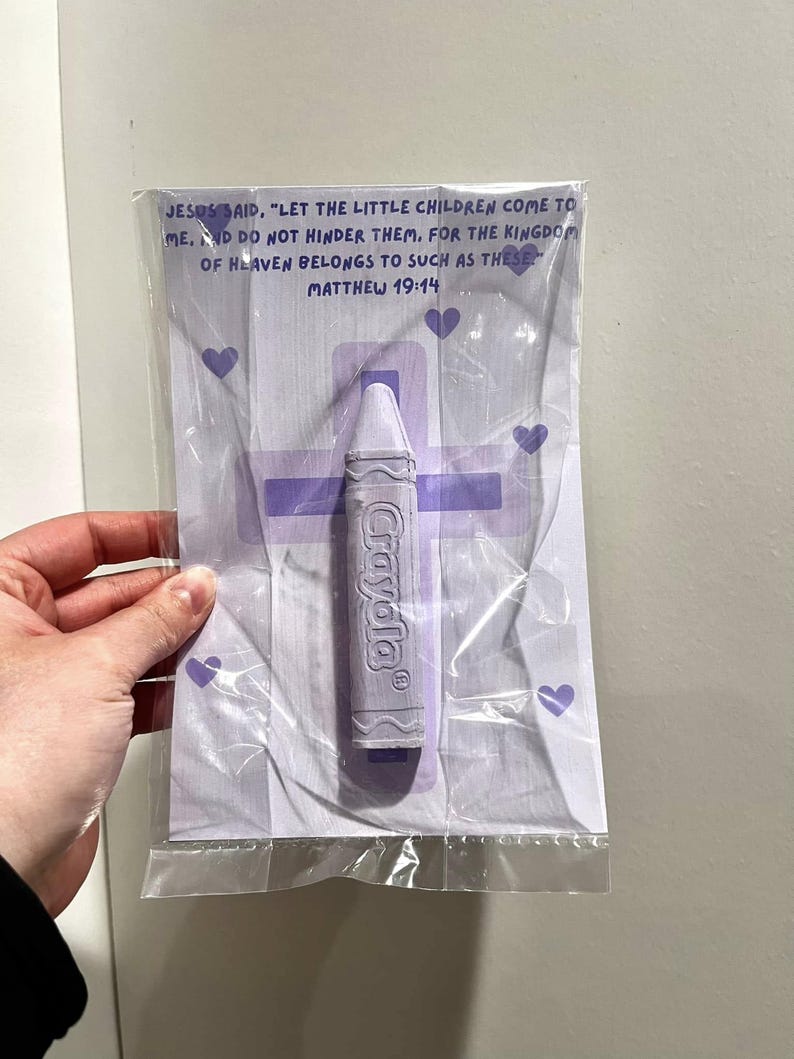 JESUS SAID, "LET THE LITTLE CHILDREN COME TO
ME, AND DO NOT HINDER THEM, FOR THE KINGDOM
OF HEAVEN BELONGS TO SUCH AS THESE."
MATTHEW 19:14
Crayola®